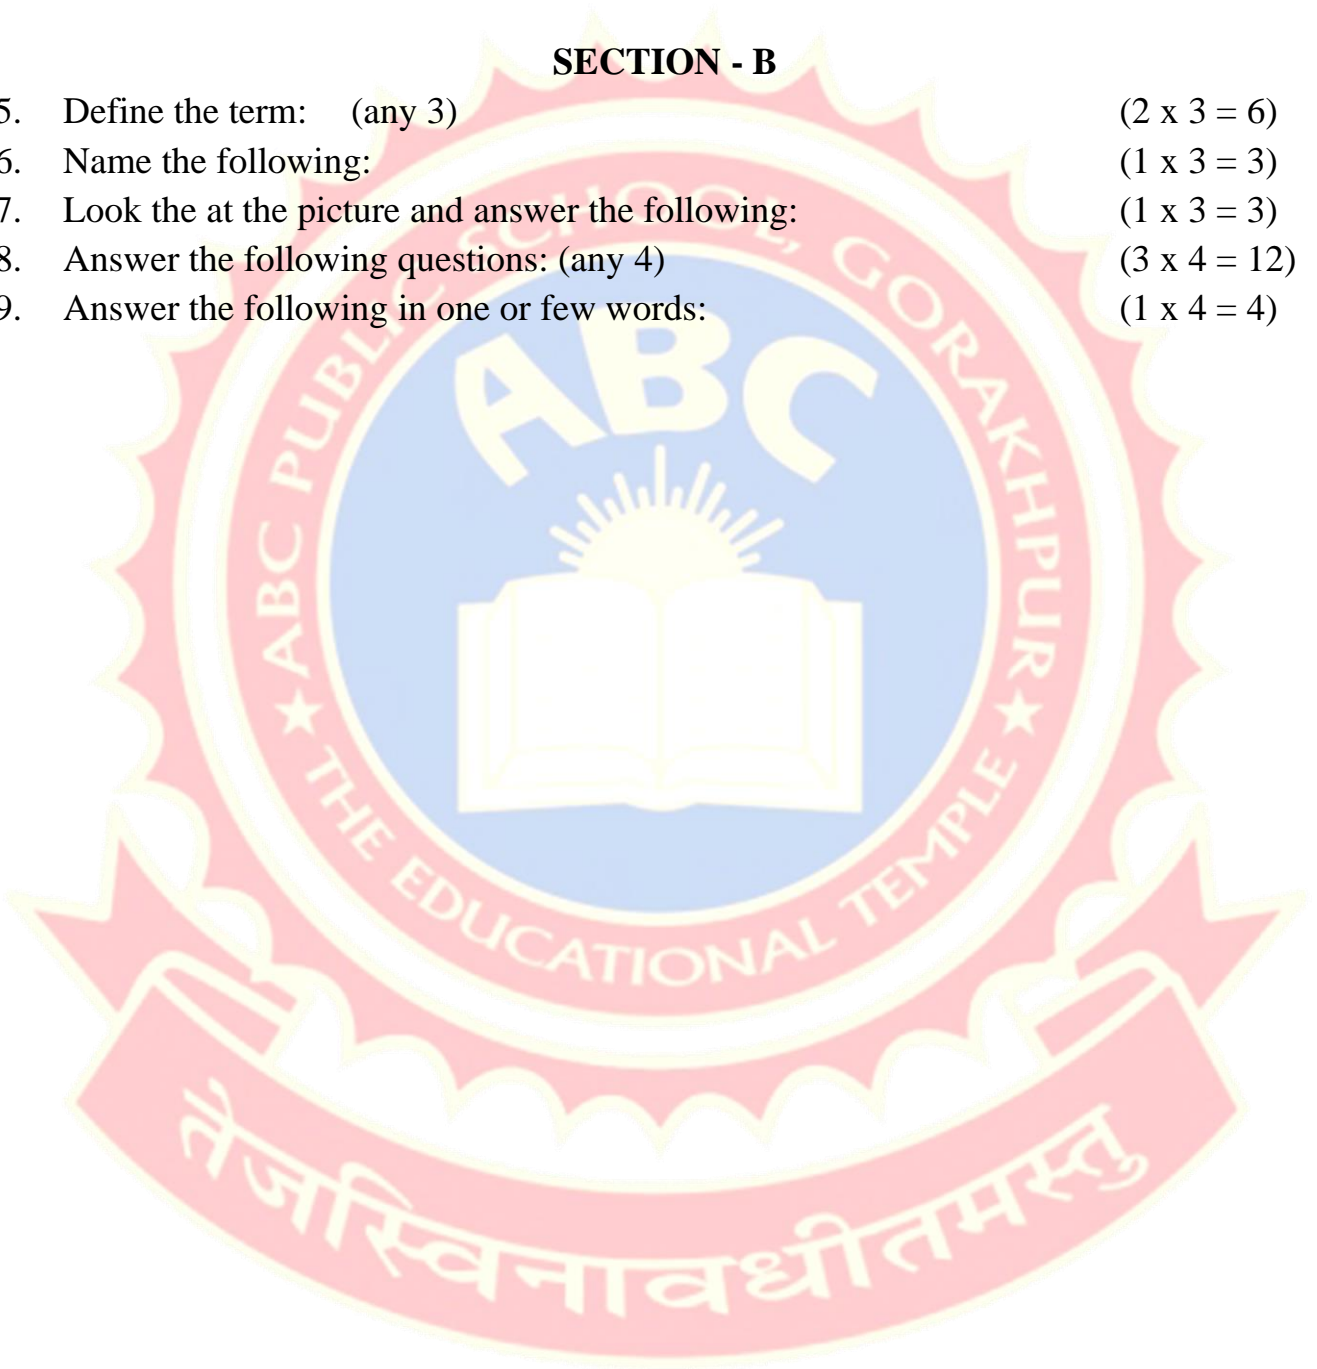 SECTION - B
5. Define the term: (any 3) (2 x 3 = 6)
6. Name the following: (1 x 3 = 3)
7. Look the at the picture and answer the following: (1 x 3 = 3)
8. Answer the following questions: (any 4) (3 x 4 = 12)
9. Answer the following in one or few words: (1 x 4 = 4)
ABC PUBLIC SCHOOL, GORAKHPUR
ABC
THE EDUCATIONAL TEMPLE
तेजस्विनावधीतमस्तु